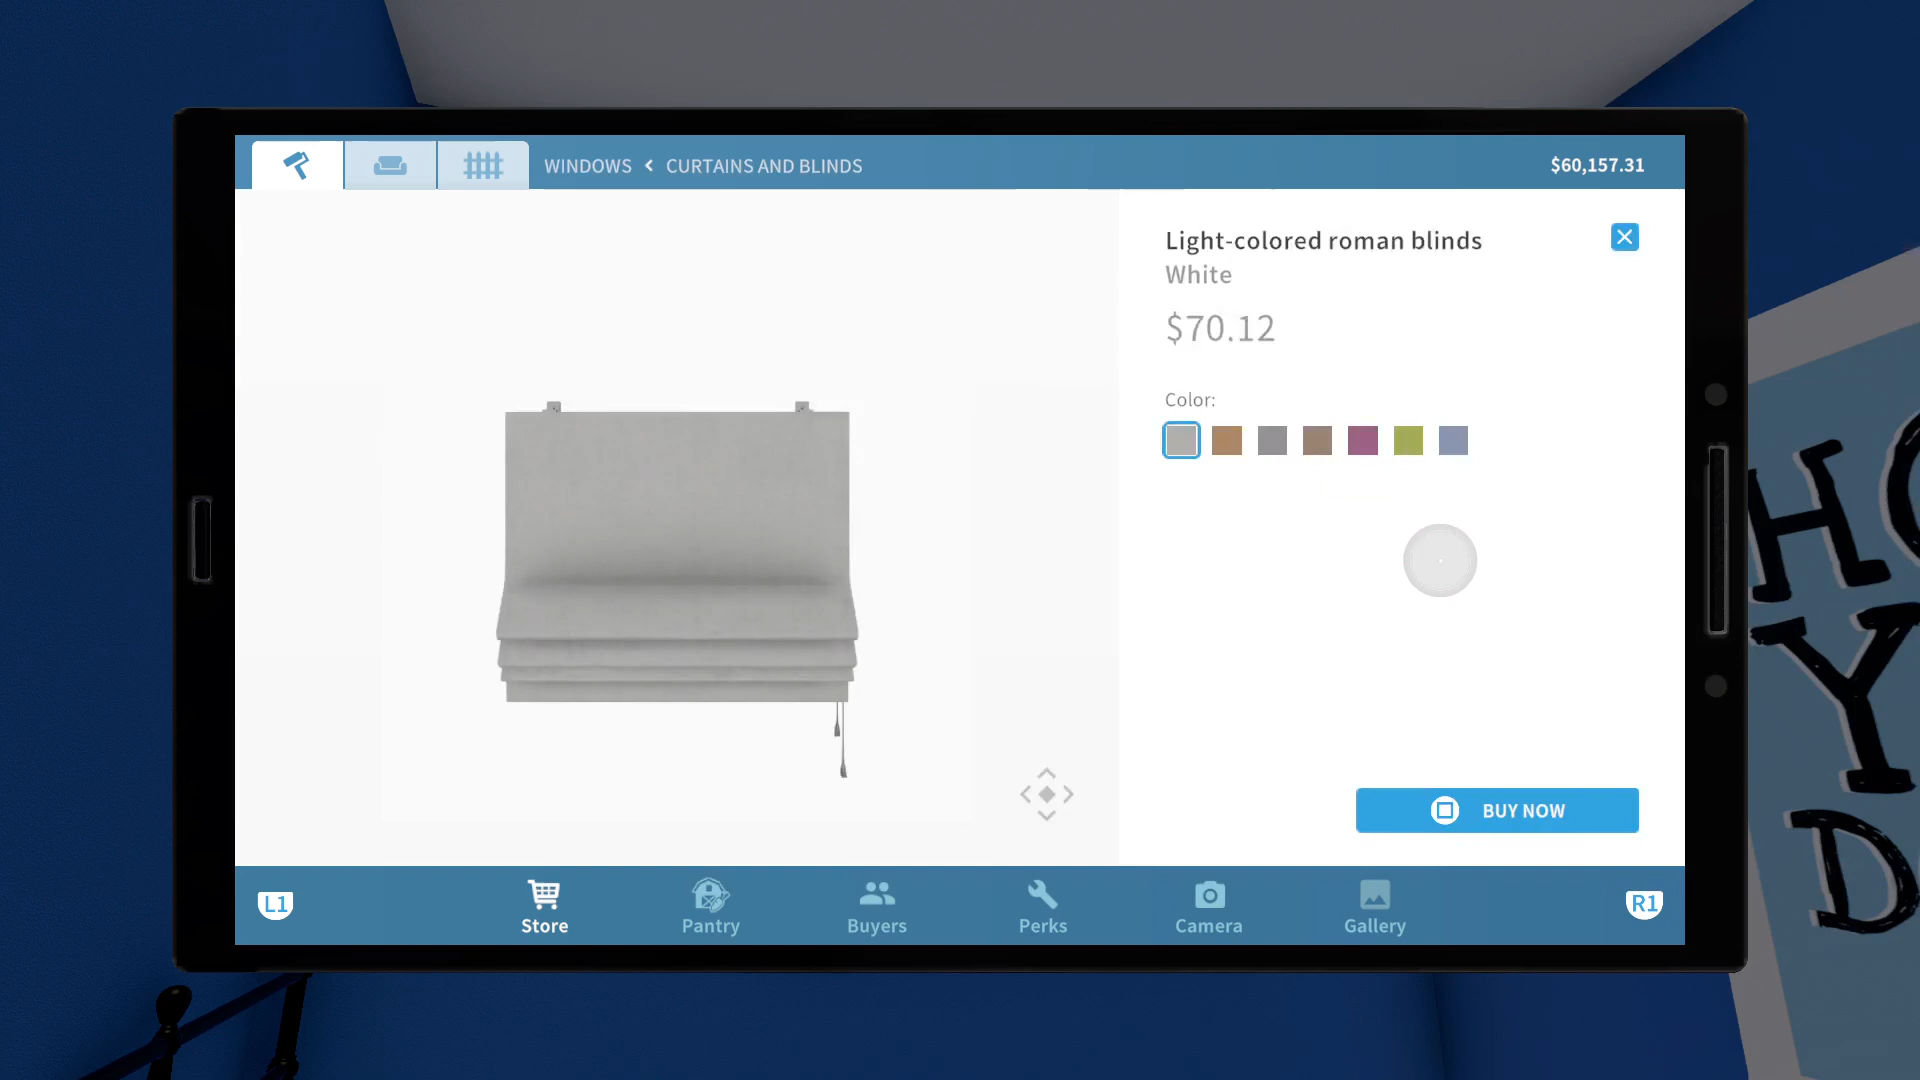 WINDOWS < CURTAINS AND BLINDS
$60,157.31
Light-colored roman blinds
White
$70.12
Color:
BUY NOW
L1
Store
Pantry
Buyers
Perks
Camera
Gallery
R1
H
Y
D